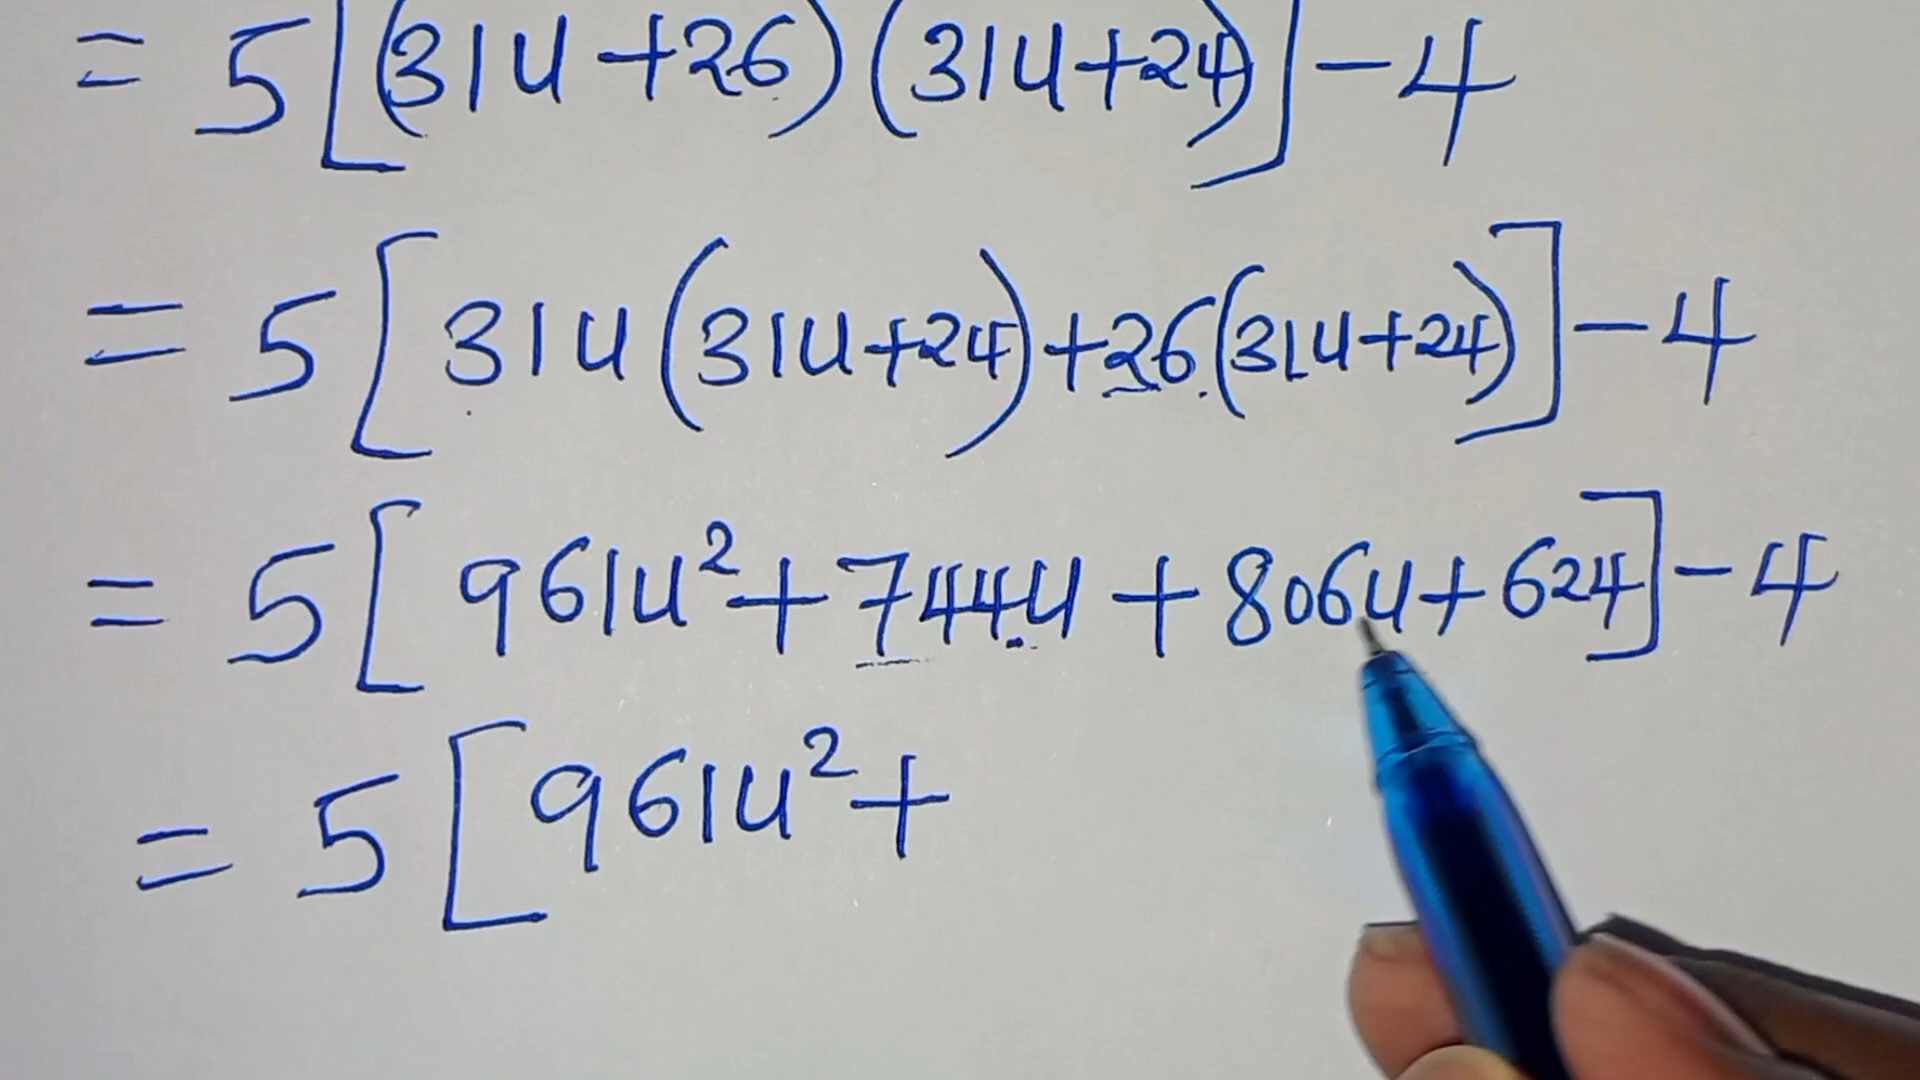 = 5[(31u+26)(31u+24)]-4
= 5[31u(31u+24)+26(31u+24)]-4
= 5[961u²+744u+806u+624]-4
= 5[961u²+